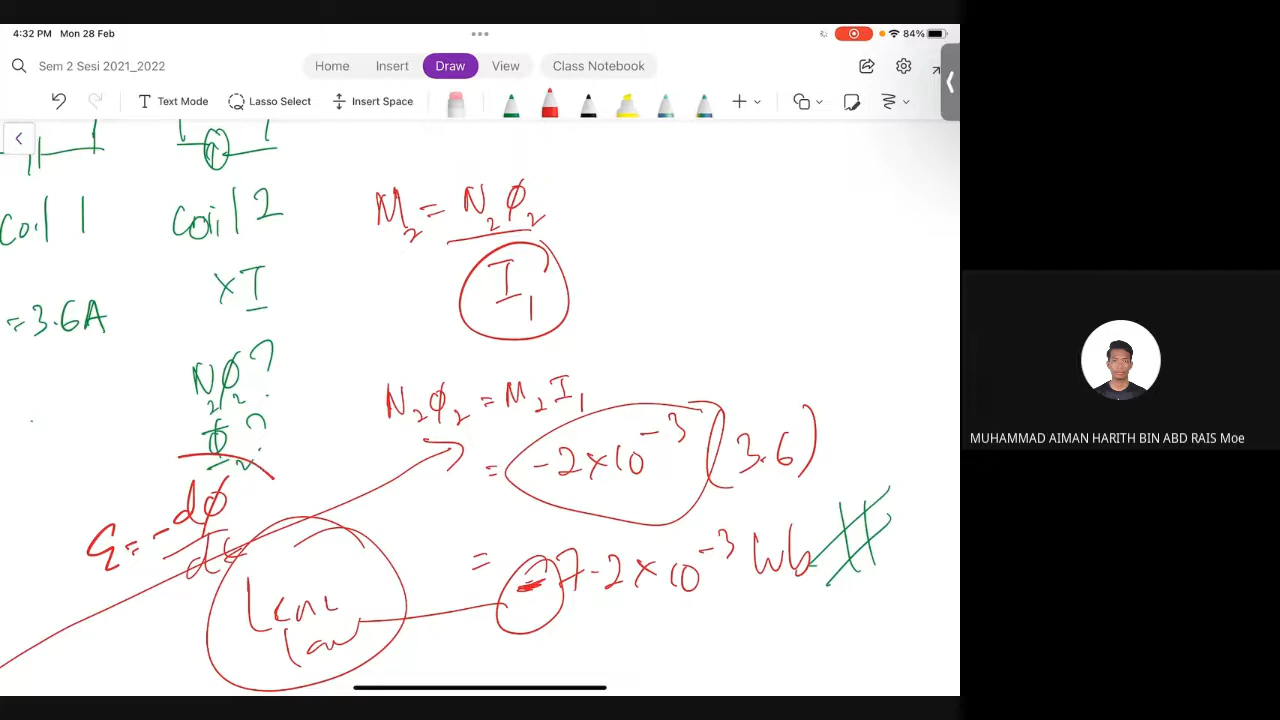 4:32 PM Mon 28 Feb
84%
Sem 2 Sesi 2021_2022
Home Insert Draw View Class Notebook
Text Mode Lasso Select Insert Space
coil 1
coil 2
M₂ = N₂ϕ₂
I₁
× I
= 3.6A
N₂ϕ₂?
ϕ₂?
N₂ϕ₂ = M₂I₁
= -2×10⁻³ (3.6)
ε = -dϕ
dt
= -7.2×10⁻³ Wb
Lenz
law
MUHAMMAD AIMAN HARITH BIN ABD RAIS Moe